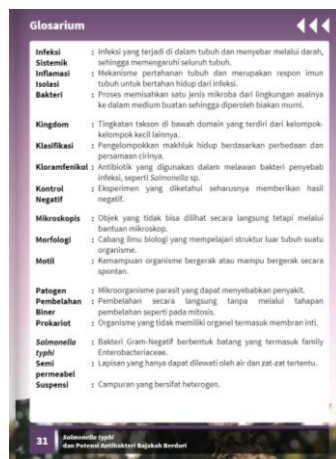 Glosarium
Infeksi : Infeksi yang terjadi di dalam tubuh dan menyebar melalui darah,
Sistemik sehingga memengaruhi seluruh tubuh.
Inflamasi : Mekanisme pertahanan tubuh dan merupakan respon imun
Isolasi tubuh untuk bertahan hidup dari infeksi.
Bakteri : Proses memisahkan satu jenis mikroba dari lingkungan asalnya
ke dalam medium buatan sehingga diperoleh biakan murni.
Kingdom : Tingkatan takson di bawah domain yang terdiri dari kelompok-
kelompok kecil lainnya.
Klasifikasi : Pengelompokkan makhluk hidup berdasarkan perbedaan dan
persamaan cirinya.
Kloramfenikol : Antibiotik yang digunakan dalam melawan bakteri penyebab
infeksi, seperti Salmonella sp.
Kontrol : Eksperimen yang diketahui seharusnya memberikan hasil
Negatif negatif.
Mikroskopis : Objek yang tidak bisa dilihat secara langsung tetapi melalui
bantuan mikroskop.
Morfologi : Cabang ilmu biologi yang mempelajari struktur luar tubuh suatu
organisme.
Motil : Kemampuan organisme bergerak atau mampu bergerak secara
spontan.
Patogen : Mikroorganisme parasit yang dapat menyebabkan penyakit.
Pembelahan : Pembelahan secara langsung tanpa melalui tahapan
Biner pembelahan seperti pada mitosis.
Prokariot : Organisme yang tidak memiliki organel termasuk membran inti.
Salmonella : Bakteri Gram-Negatif berbentuk batang yang termasuk family
typhi Enterobacteriaceae.
Semi : Lapisan yang hanya dapat dilewati oleh air dan zat-zat tertentu.
permeabel
Suspensi : Campuran yang bersifat heterogen.
31 Salmonella typhi
dan Potensi Antibakteri Bajakah Berduri